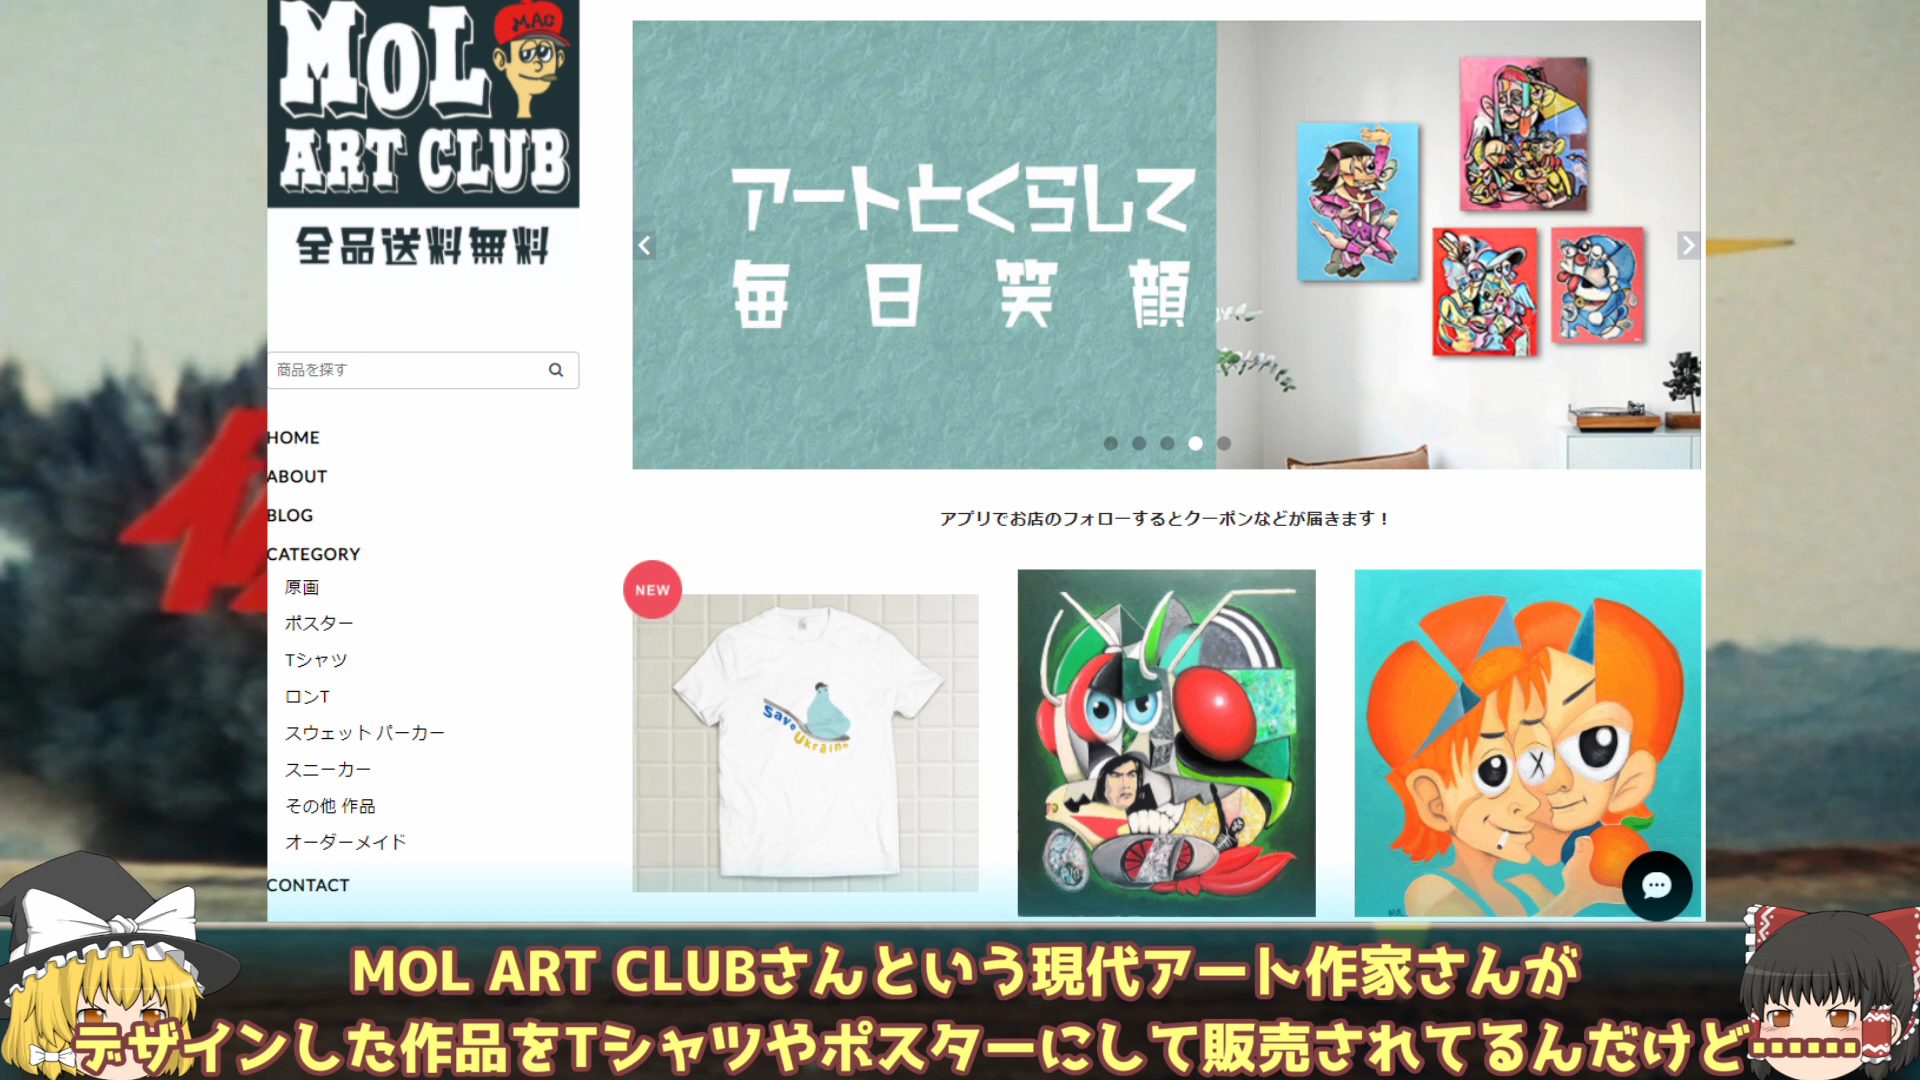 MAC
MOL
ART CLUB
全品送料無料
商品を探す
HOME
ABOUT
BLOG
CATEGORY
原画
ポスター
Tシャツ
ロンT
スウェット パーカー
スニーカー
その他 作品
オーダーメイド
CONTACT
アートとくらして
毎日笑顔
アプリでお店のフォローするとクーポンなどが届きます！
NEW
Save
Ukraine
MOL ART CLUBさんという現代アート作家さんが
デザインした作品をTシャツやポスターにして販売されてるんだけど……